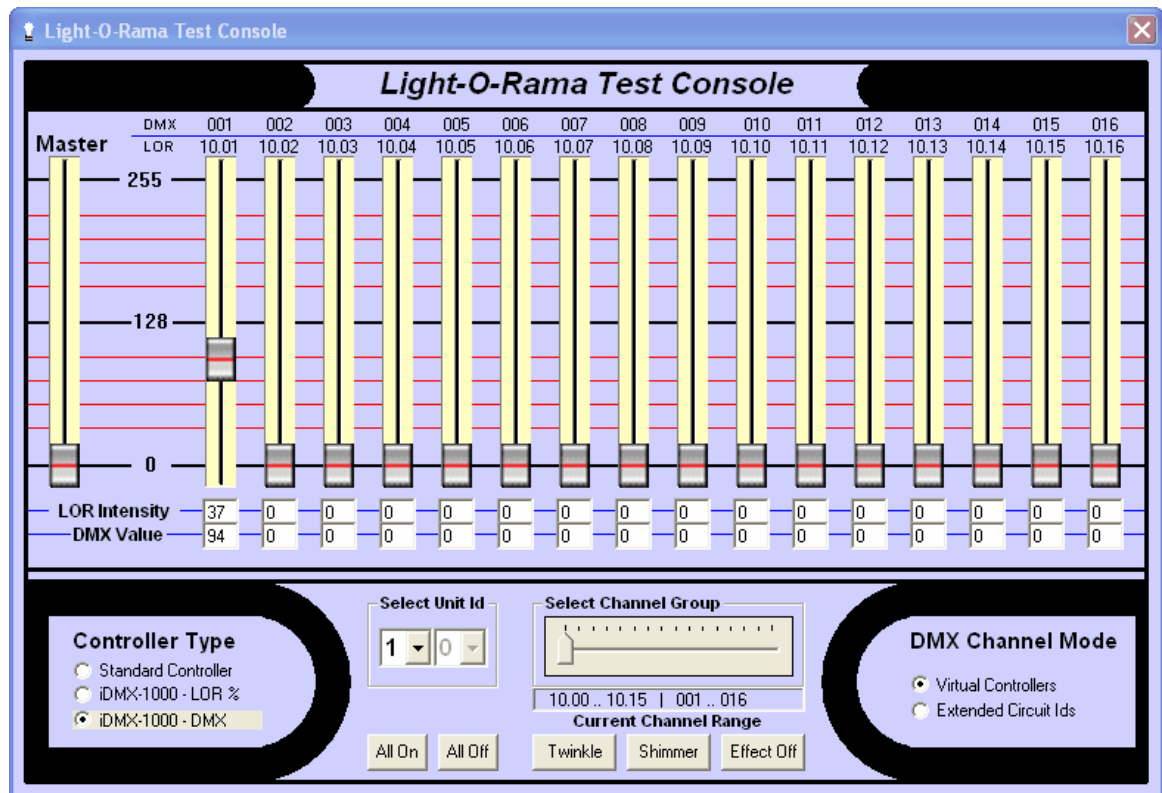 Light-O-Rama Test Console
Light-O-Rama Test Console
DMX 001 002 003 004 005 006 007 008 009 010 011 012 013 014 015 016
Master LOR 10.01 10.02 10.03 10.04 10.05 10.06 10.07 10.08 10.09 10.10 10.11 10.12 10.13 10.14 10.15 10.16
255
128
0
LOR Intensity 37 0 0 0 0 0 0 0 0 0 0 0 0 0 0 0
DMX Value 94 0 0 0 0 0 0 0 0 0 0 0 0 0 0 0
Controller Type
Standard Controller
iDMX-1000 - LOR %
iDMX-1000 - DMX
Select Unit Id
1 0
All On All Off
Select Channel Group
10.00 .. 10.15 | 001 .. 016
Current Channel Range
Twinkle Shimmer Effect Off
DMX Channel Mode
Virtual Controllers
Extended Circuit Ids